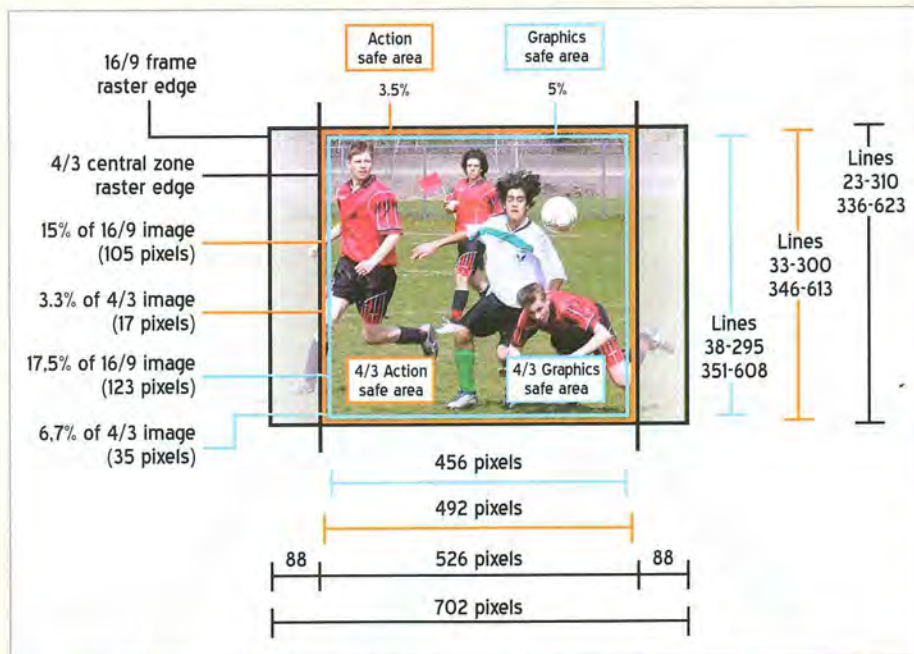 Action
safe area
3.5%
Graphics
safe area
5%
16/9 frame
raster edge
4/3 central zone
raster edge
15% of 16/9 image
(105 pixels)
3.3% of 4/3 image
(17 pixels)
17,5% of 16/9 image
(123 pixels)
6,7% of 4/3 image
(35 pixels)
4/3 Action
safe area
4/3 Graphics
safe area
Lines
38-295
351-608
Lines
33-300
346-613
Lines
23-310
336-623
456 pixels
492 pixels
88
526 pixels
88
702 pixels